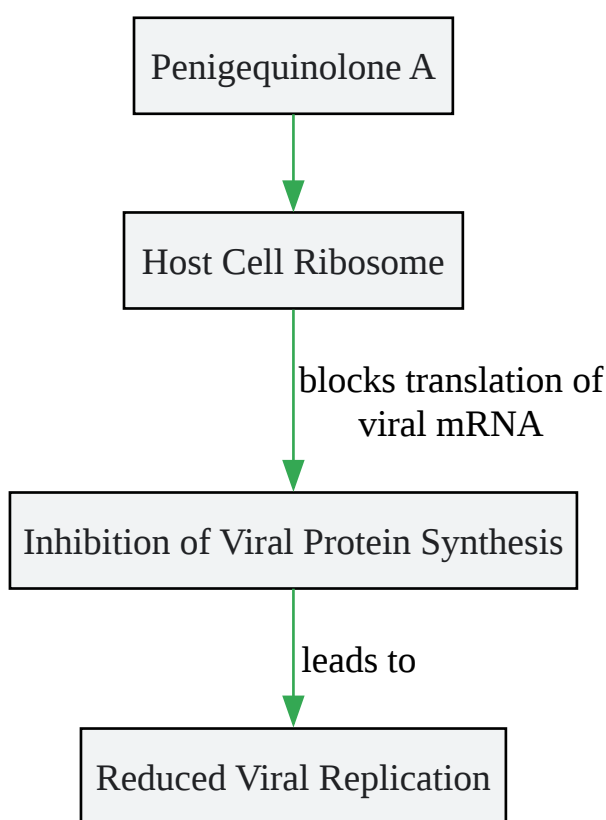 Penigequinolone A
Host Cell Ribosome
blocks translation of
viral mRNA
Inhibition of Viral Protein Synthesis
leads to
Reduced Viral Replication